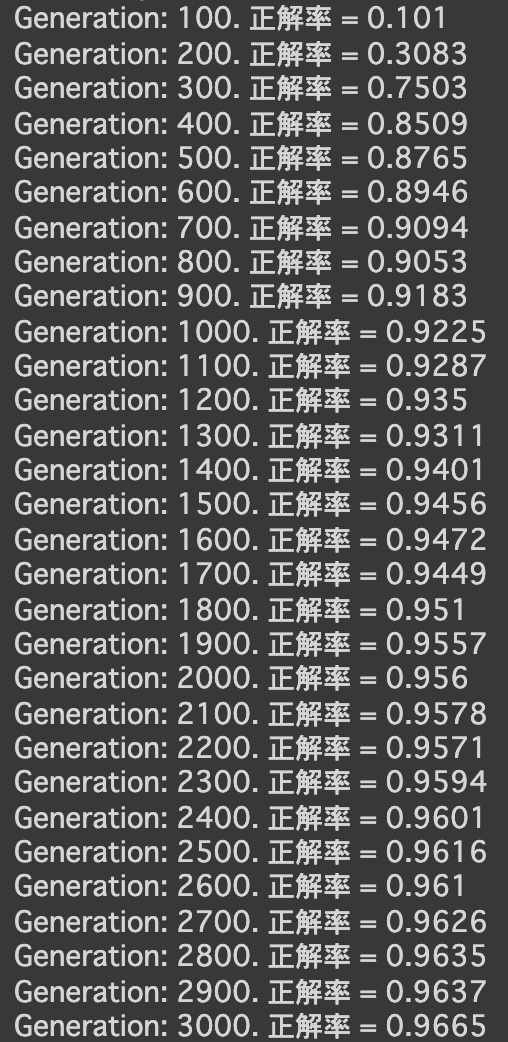 Generation: 100. 正解率 = 0.101
Generation: 200. 正解率 = 0.3083
Generation: 300. 正解率 = 0.7503
Generation: 400. 正解率 = 0.8509
Generation: 500. 正解率 = 0.8765
Generation: 600. 正解率 = 0.8946
Generation: 700. 正解率 = 0.9094
Generation: 800. 正解率 = 0.9053
Generation: 900. 正解率 = 0.9183
Generation: 1000. 正解率 = 0.9225
Generation: 1100. 正解率 = 0.9287
Generation: 1200. 正解率 = 0.935
Generation: 1300. 正解率 = 0.9311
Generation: 1400. 正解率 = 0.9401
Generation: 1500. 正解率 = 0.9456
Generation: 1600. 正解率 = 0.9472
Generation: 1700. 正解率 = 0.9449
Generation: 1800. 正解率 = 0.951
Generation: 1900. 正解率 = 0.9557
Generation: 2000. 正解率 = 0.956
Generation: 2100. 正解率 = 0.9578
Generation: 2200. 正解率 = 0.9571
Generation: 2300. 正解率 = 0.9594
Generation: 2400. 正解率 = 0.9601
Generation: 2500. 正解率 = 0.9616
Generation: 2600. 正解率 = 0.961
Generation: 2700. 正解率 = 0.9626
Generation: 2800. 正解率 = 0.9635
Generation: 2900. 正解率 = 0.9637
Generation: 3000. 正解率 = 0.9665